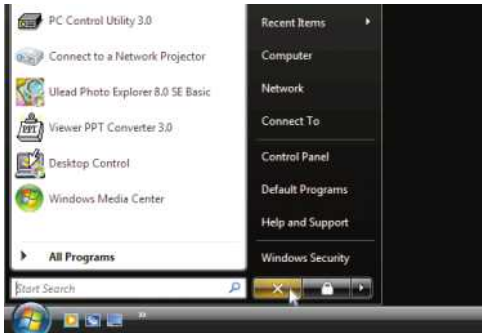 PC Control Utility 3.0
Connect to a Network Projector
Ulead Photo Explorer 8.0 SE Basic
PPT
Viewer PPT Converter 3.0
Desktop Control
Windows Media Center
All Programs
Start Search
Recent Items
Computer
Network
Connect To
Control Panel
Default Programs
Help and Support
Windows Security